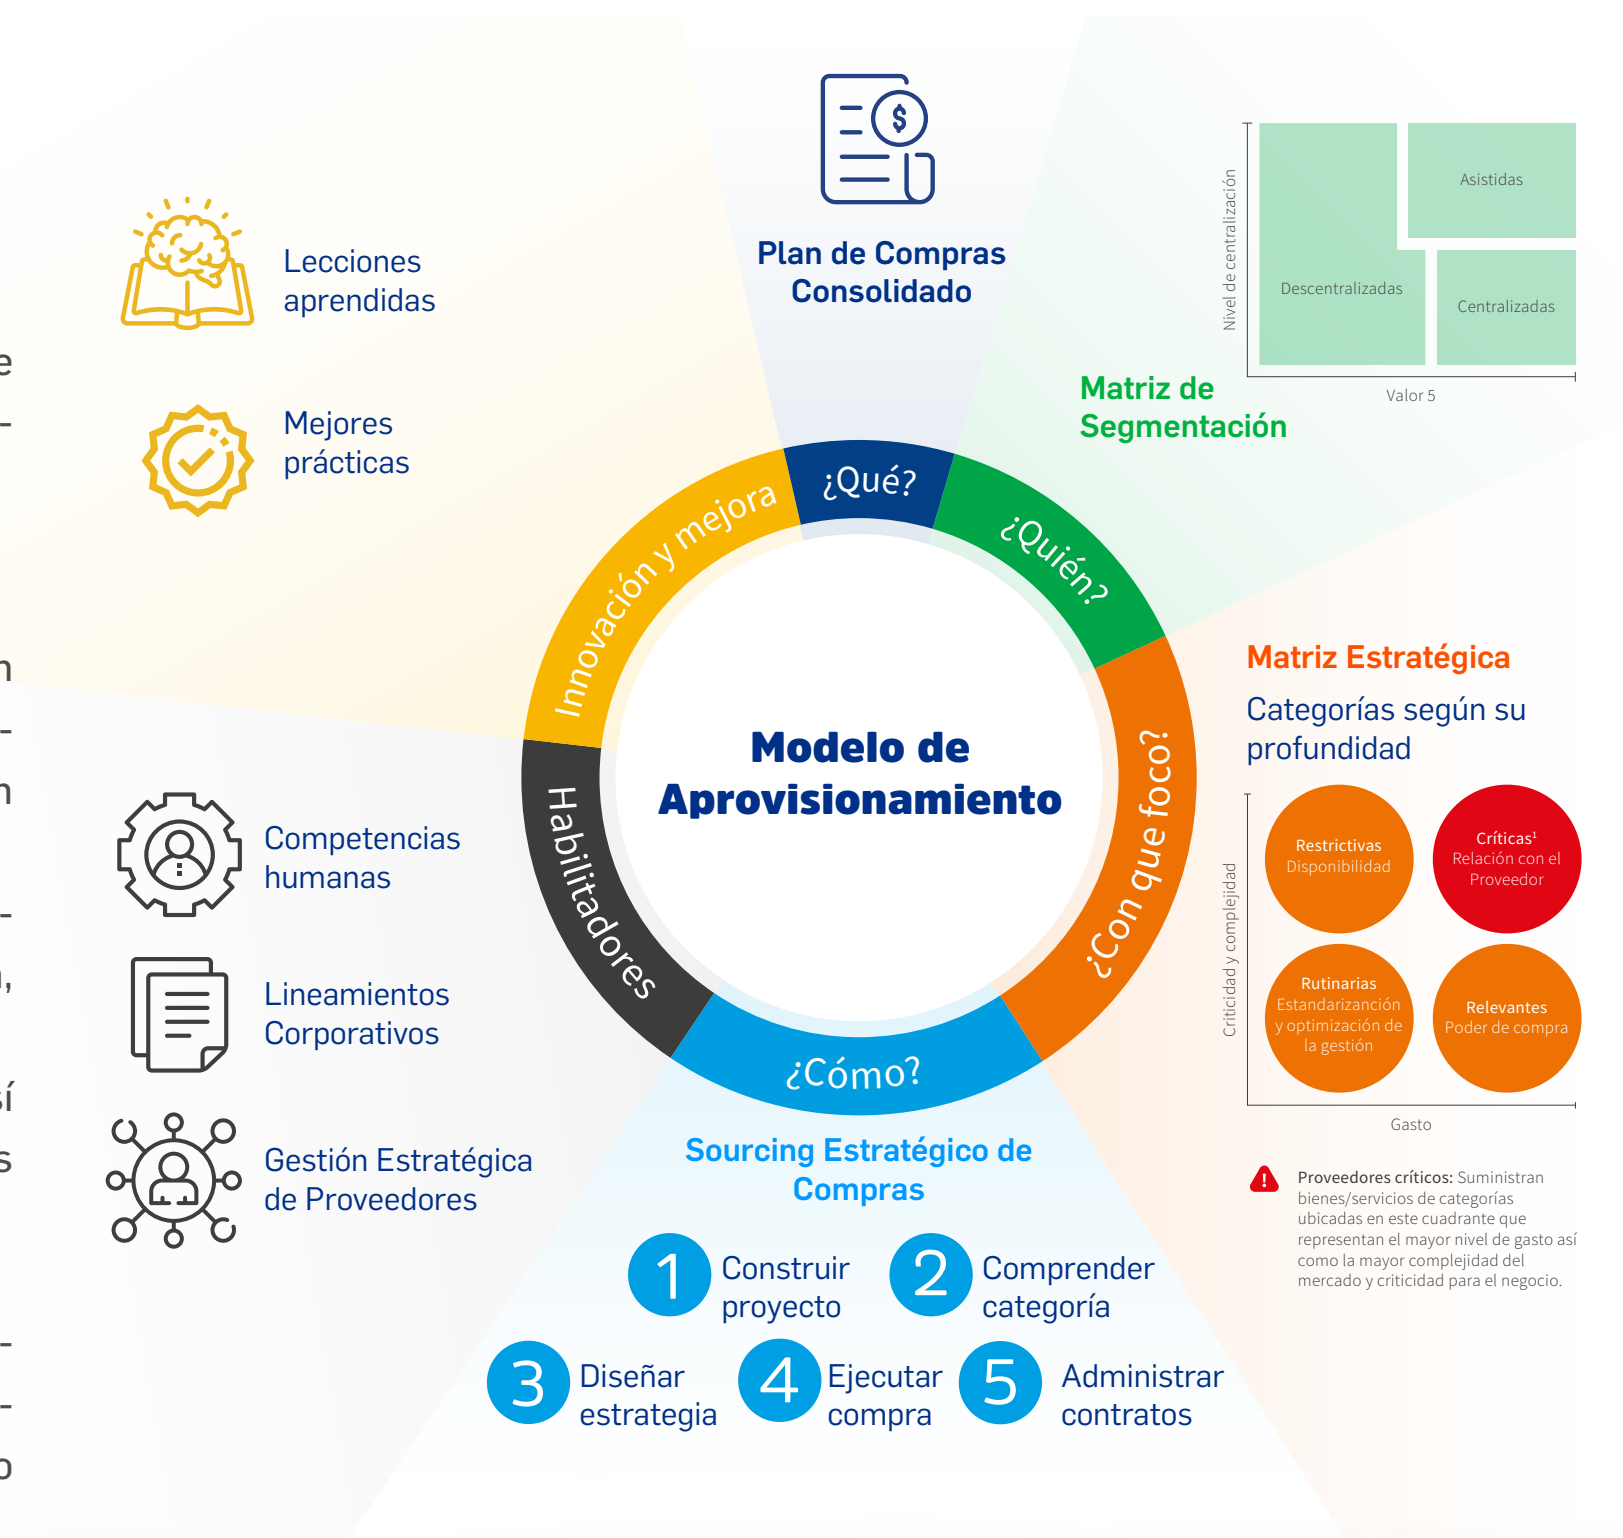 Plan de Compras
Consolidado
Lecciones
aprendidas
Mejores
prácticas
Nivel de centralización
Asistidas
Descentralizadas
Centralizadas
Valor 5
Matriz de
Segmentación
Innovación y mejora
¿Qué?
¿Quién?
¿Con que foco?
¿Cómo?
Habilitadores
Modelo de
Aprovisionamiento
Matriz Estratégica
Categorías según su
profundidad
Criticidad y complejidad
Restrictivas
Disponibilidad
Críticas¹
Relación con el
Proveedor
Rutinarias
Estandarizanción
y optimización de
la gestión
Relevantes
Poder de compra
Gasto
Proveedores críticos: Suministran
bienes/servicios de categorías
ubicadas en este cuadrante que
representan el mayor nivel de gasto así
como la mayor complejidad del
mercado y criticidad para el negocio.
Competencias
humanas
Lineamientos
Corporativos
Gestión Estratégica
de Proveedores
Sourcing Estratégico de
Compras
1 Construir
proyecto
2 Comprender
categoría
3 Diseñar
estrategia
4 Ejecutar
compra
5 Administrar
contratos